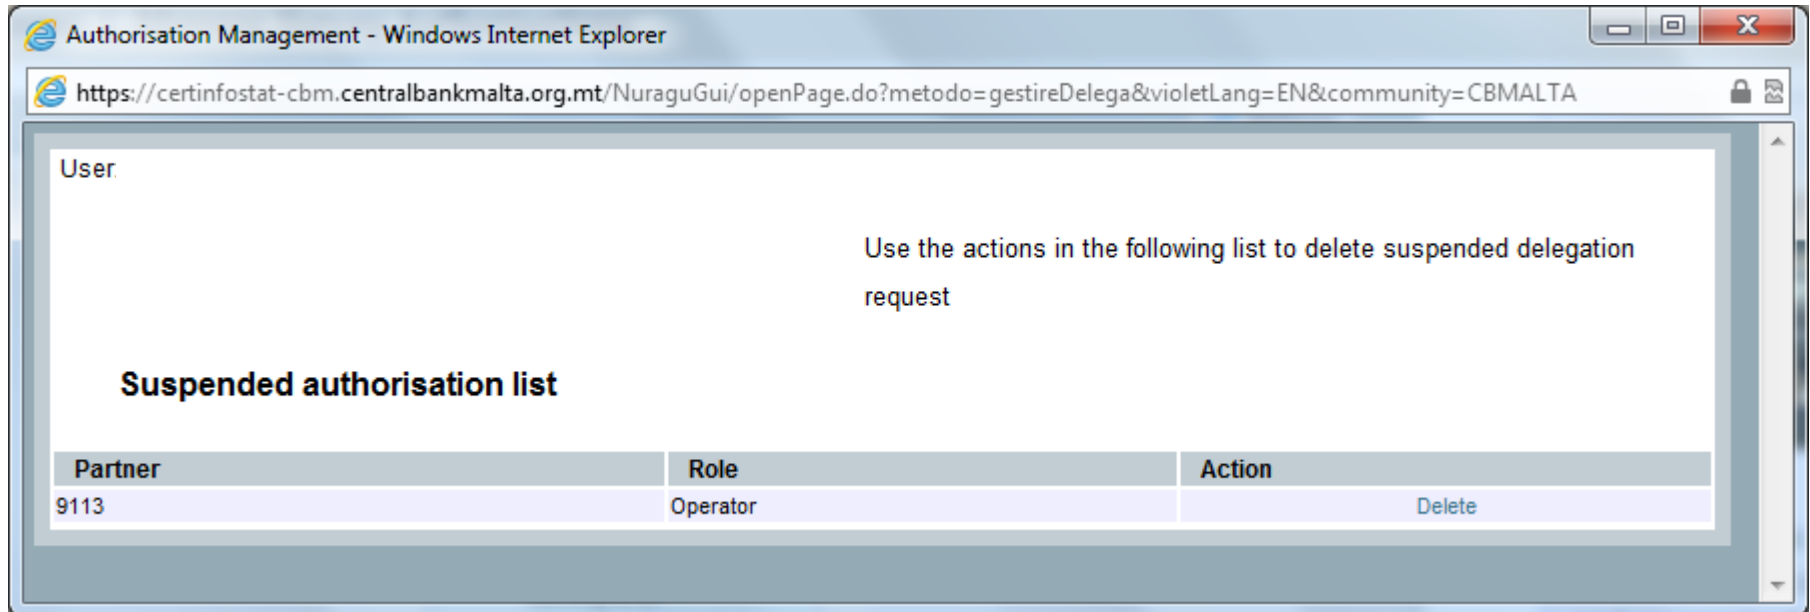 Authorisation Management - Windows Internet Explorer
https://certinfostat-cbm.centralbankmalta.org.mt/NuraguGui/openPage.do?metodo=gestireDelega&violetLang=EN&community=CBMALTA
User
Use the actions in the following list to delete suspended delegation
request
Suspended authorisation list
Partner Role Action
9113 Operator Delete